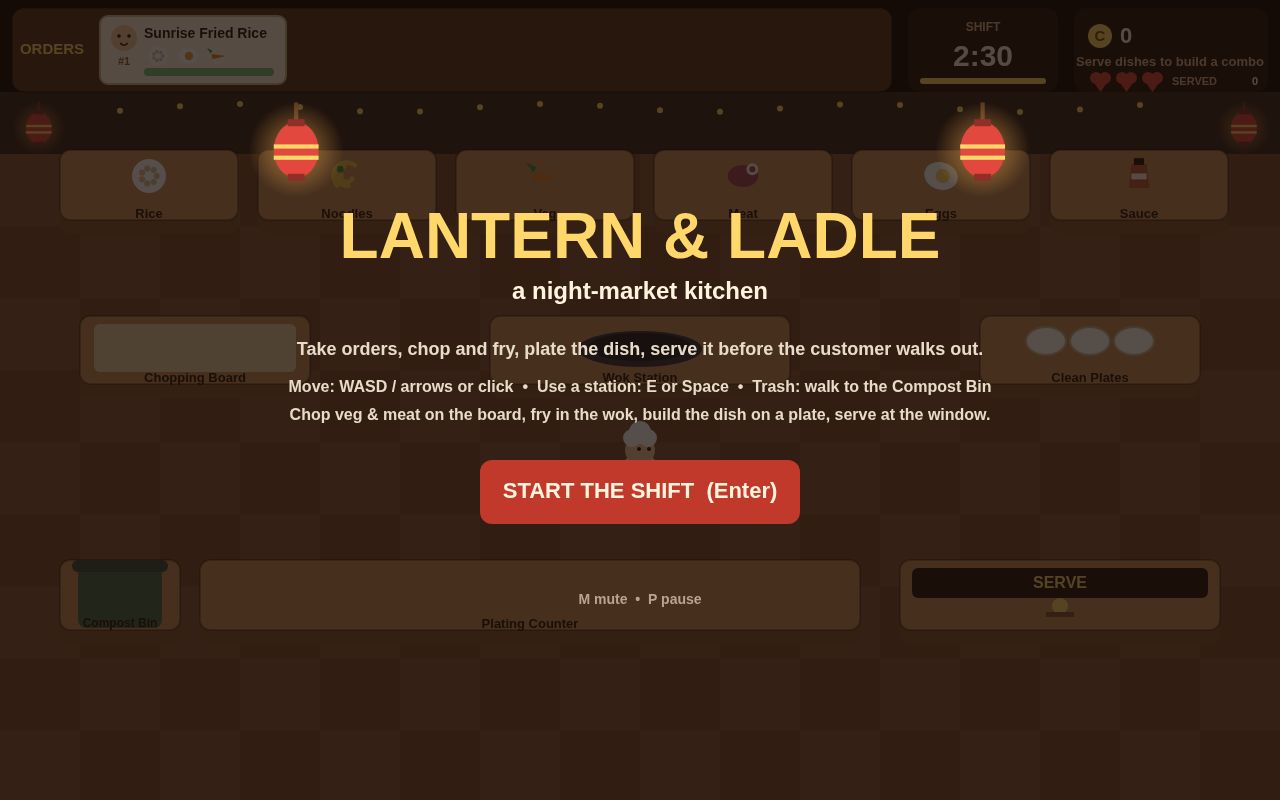 ORDERS
Sunrise Fried Rice
#1
SHIFT
2:30
C 0
Serve dishes to build a combo
SERVED 0
Rice
Noodles
Veg
Meat
Eggs
Sauce
LANTERN & LADLE
a night-market kitchen
Take orders, chop and fry, plate the dish, serve it before the customer walks out.
Chopping Board
Wok Station
Clean Plates
Move: WASD / arrows or click • Use a station: E or Space • Trash: walk to the Compost Bin
Chop veg & meat on the board, fry in the wok, build the dish on a plate, serve at the window.
START THE SHIFT (Enter)
SERVE
M mute • P pause
Compost Bin
Plating Counter